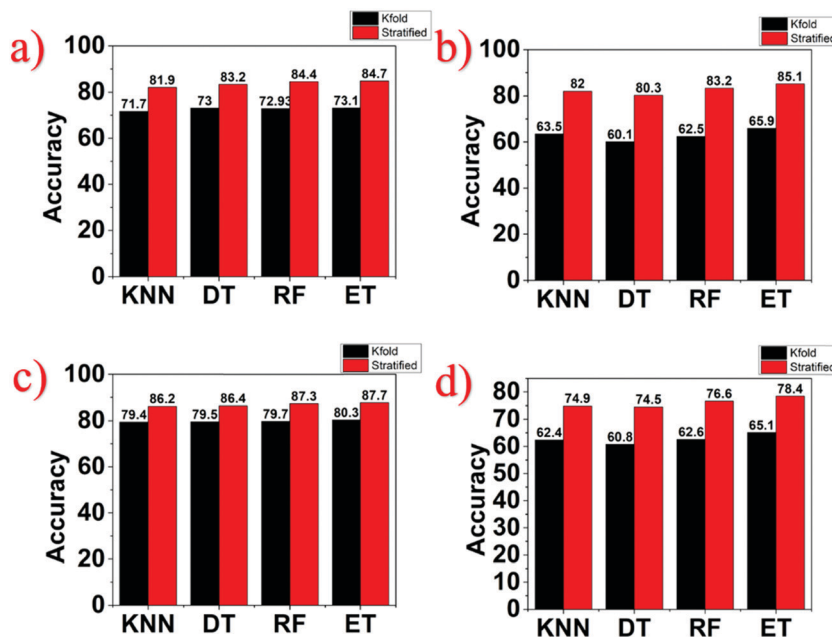 a)
Kfold
Stratified
Accuracy
100
80
60
40
20
0
71.7 81.9 73 83.2 72.93 84.4 73.1 84.7
KNN DT RF ET
b)
Kfold
Stratified
Accuracy
100
80
60
40
20
0
63.5 82 60.1 80.3 62.5 83.2 65.9 85.1
KNN DT RF ET
c)
Kfold
Stratified
Accuracy
100
80
60
40
20
0
79.4 86.2 79.5 86.4 79.7 87.3 80.3 87.7
KNN DT RF ET
d)
Kfold
Stratified
Accuracy
80
70
60
50
40
30
20
10
0
62.4 74.9 60.8 74.5 62.6 76.6 65.1 78.4
KNN DT RF ET